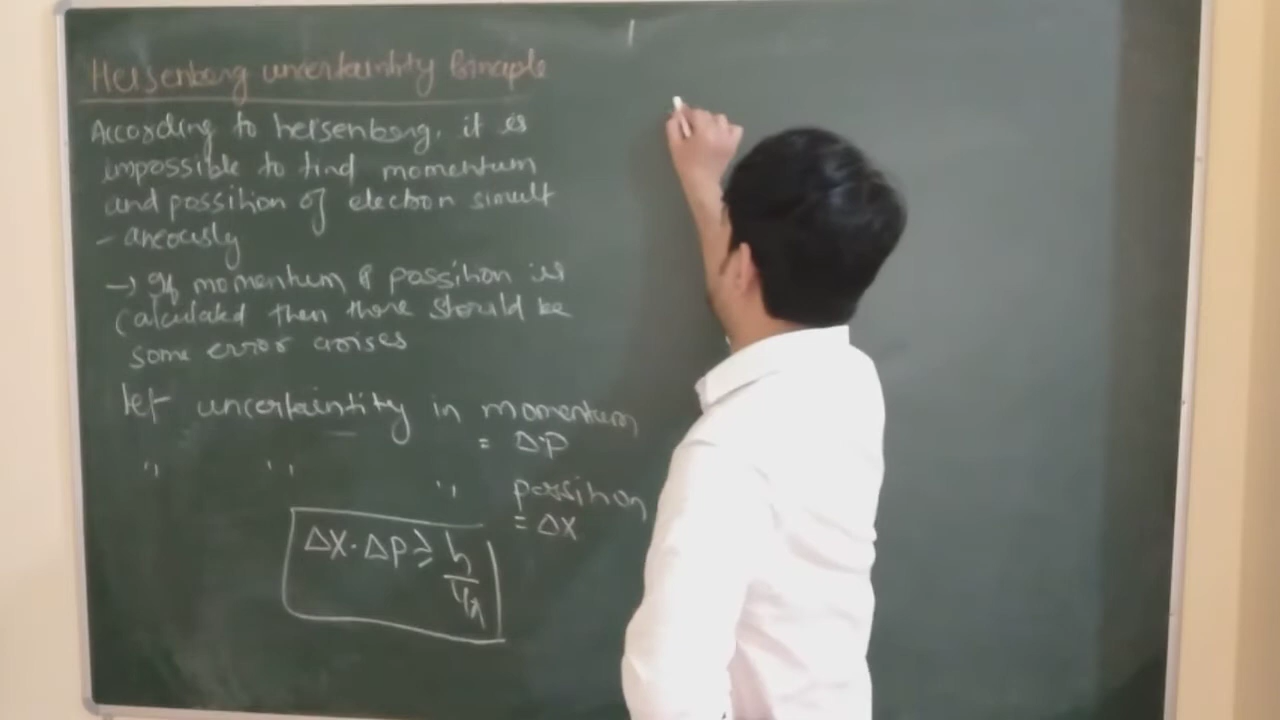 Heisenberg uncertaintity Principle
According to heisenberg, it is
impossible to find momentum
and possition of electron simult
- aneously
→ If momentum & possition is
calculated then there should be
some error arises
let uncertaintity in momentum
= Δp
" " " possition
= Δx
Δx·Δp ≥ h/4π